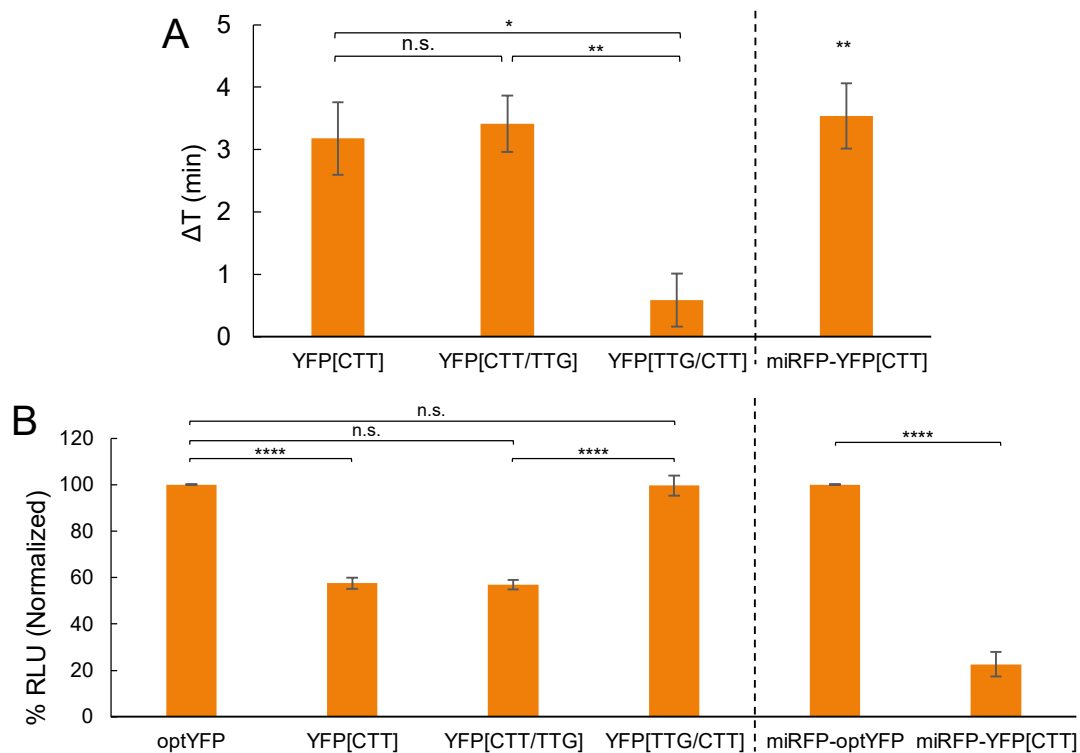 A
5
4
3
2
1
0
ΔT (min)
*
n.s.
**
**
YFP[CTT]
YFP[CTT/TTG]
YFP[TTG/CTT]
miRFP-YFP[CTT]
B
120
100
80
60
40
20
0
% RLU (Normalized)
n.s.
n.s.
****
****
****
optYFP
YFP[CTT]
YFP[CTT/TTG]
YFP[TTG/CTT]
miRFP-optYFP
miRFP-YFP[CTT]